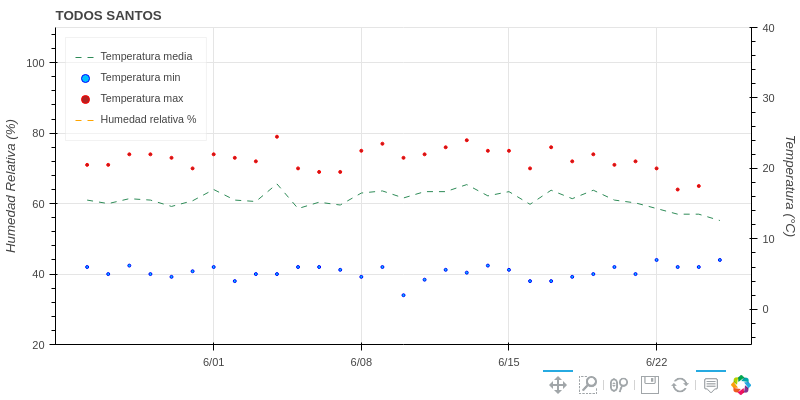 TODOS SANTOS
Temperatura media
Temperatura min
Temperatura max
Humedad relativa %
Humedad Relativa (%)
100
80
60
40
20
40
30
20
10
0
Temperatura (°C)
6/01
6/08
6/15
6/22